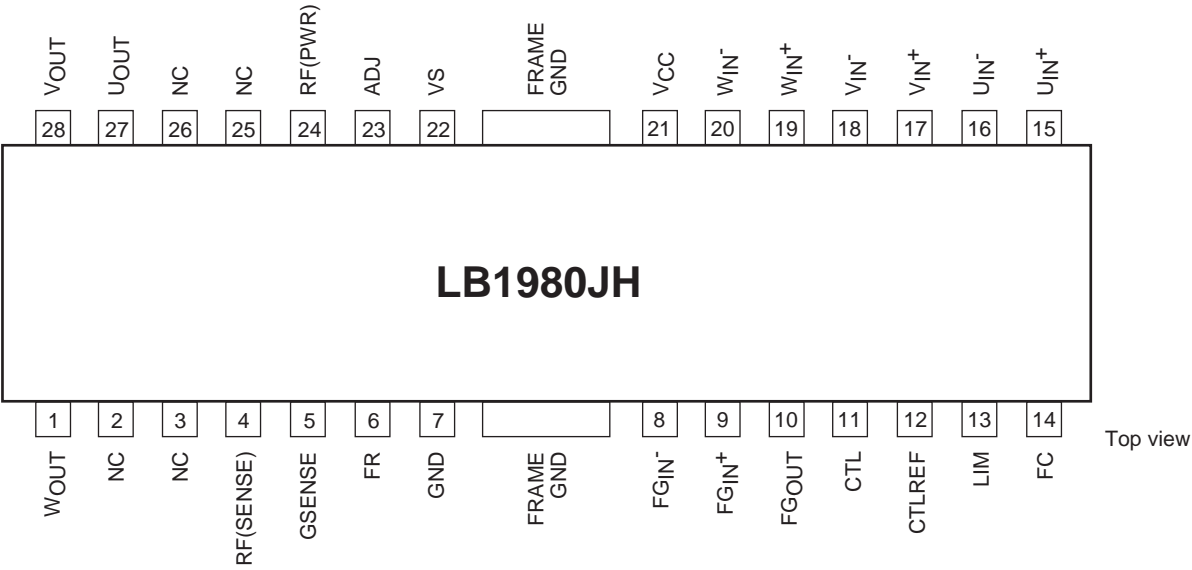 VOUT
UOUT
NC
NC
RF(PWR)
ADJ
VS
FRAME
GND
VCC
WIN-
WIN+
VIN-
VIN+
UIN-
UIN+
28 27 26 25 24 23 22 21 20 19 18 17 16 15
LB1980JH
1 2 3 4 5 6 7 8 9 10 11 12 13 14
Top view
WOUT
NC
NC
RF(SENSE)
GSENSE
FR
GND
FRAME
GND
FGIN-
FGIN+
FGOUT
CTL
CTLREF
LIM
FC